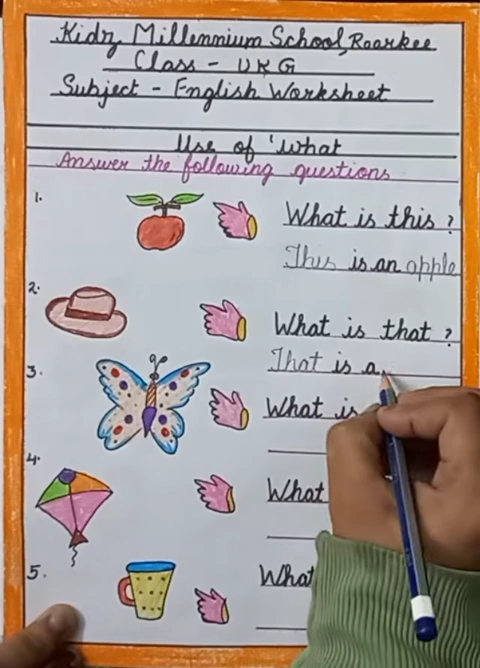 Kidz Millennium School, Roorkee
Class - UKG
Subject - English Worksheet
Use of 'what
Answer the following questions
1.
What is this ?
This is an apple
2.
What is that ?
That is a
3.
What is
4.
What
5.
What